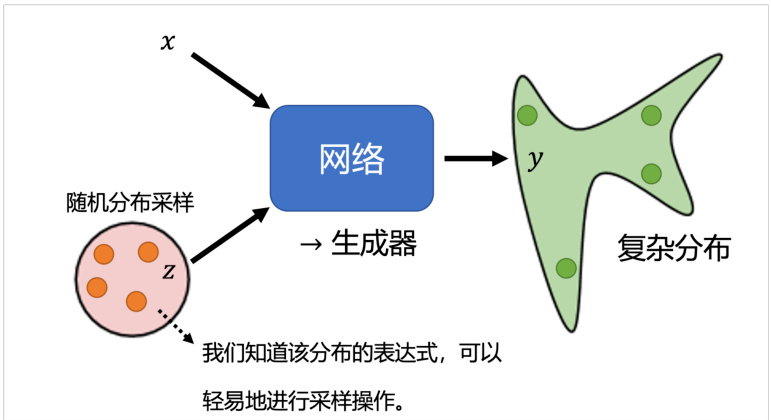 x
网络
y
随机分布采样
z
→ 生成器
复杂分布
我们知道该分布的表达式，可以
轻易地进行采样操作。